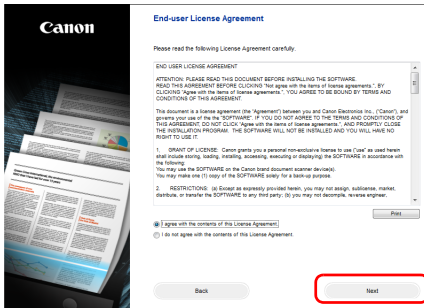 Canon
End-user License Agreement
Please read the following License Agreement carefully.
END USER LICENSE AGREEMENT
ATTENTION: PLEASE READ THIS DOCUMENT BEFORE INSTALLING THE SOFTWARE.
READ THIS AGREEMENT BEFORE CLICKING "Not agree with the items of license agreements.", BY
CLICKING "Agree with the items of license agreements.", YOU AGREE TO BE BOUND BY TERMS AND
CONDITIONS OF THIS AGREEMENT.
This document is a license agreement (the "Agreement") between you and Canon Electronics Inc., ("Canon"), and
governs your use of the "SOFTWARE". IF YOU DO NOT AGREE TO THE TERMS AND CONDITIONS OF
THIS AGREEMENT, DO NOT CLICK "Agree with the items of license agreements.", AND PROMPTLY CLOSE
THE INSTALLATION PROGRAM. THE SOFTWARE WILL NOT BE INSTALLED AND YOU WILL HAVE NO
RIGHT TO USE IT.
1. GRANT OF LICENSE: Canon grants you a personal non-exclusive license to use ("use" as used herein
shall include storing, loading, installing, accessing, executing or displaying) the SOFTWARE in accordance with
the following:
You may use the SOFTWARE on the Canon brand document scanner device(s).
You may make one (1) copy of the SOFTWARE solely for a back-up purpose.
2. RESTRICTIONS: (a) Except as expressly provided herein, you may not assign, sublicense, market,
distribute, or transfer the SOFTWARE to any third party; (b) you may not decompile, reverse engineer,
Print
I agree with the contents of this License Agreement.
I do not agree with the contents of this License Agreement.
Back
Next